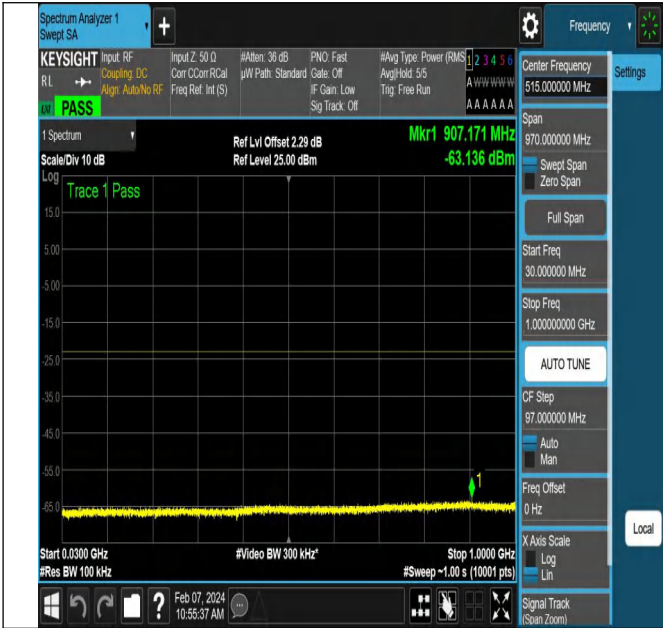 Spectrum Analyzer 1
Swept SA
Frequency
KEYSIGHT
RL
PASS
Input: RF
Coupling: DC
Align: Auto/No RF
Input Z: 50 Ω
Corr CCorr RCal
Freq Ref: Int (S)
#Atten: 36 dB
µW Path: Standard
PNO: Fast
Gate: Off
IF Gain: Low
Sig Track: Off
#Avg Type: Power (RMS
Avg|Hold: 5/5
Trig: Free Run
1 2 3 4 5 6
A W W W W W
A A A A A A
1 Spectrum
Scale/Div 10 dB
Ref Lvl Offset 2.29 dB
Ref Level 25.00 dBm
Mkr1 907.171 MHz
-63.136 dBm
Log
Trace 1 Pass
15.0
5.00
-5.00
-15.0
-25.0
-35.0
-45.0
-55.0
-65.0
1
Start 0.0300 GHz
#Res BW 100 kHz
#Video BW 300 kHz*
Stop 1.0000 GHz
#Sweep ~1.00 s (10001 pts)
Feb 07, 2024
10:55:37 AM
Center Frequency
515.000000 MHz
Settings
Span
970.000000 MHz
Swept Span
Zero Span
Full Span
Start Freq
30.000000 MHz
Stop Freq
1.000000000 GHz
AUTO TUNE
CF Step
97.000000 MHz
Auto
Man
Freq Offset
0 Hz
X Axis Scale
Log
Lin
Local
Signal Track
(Span Zoom)